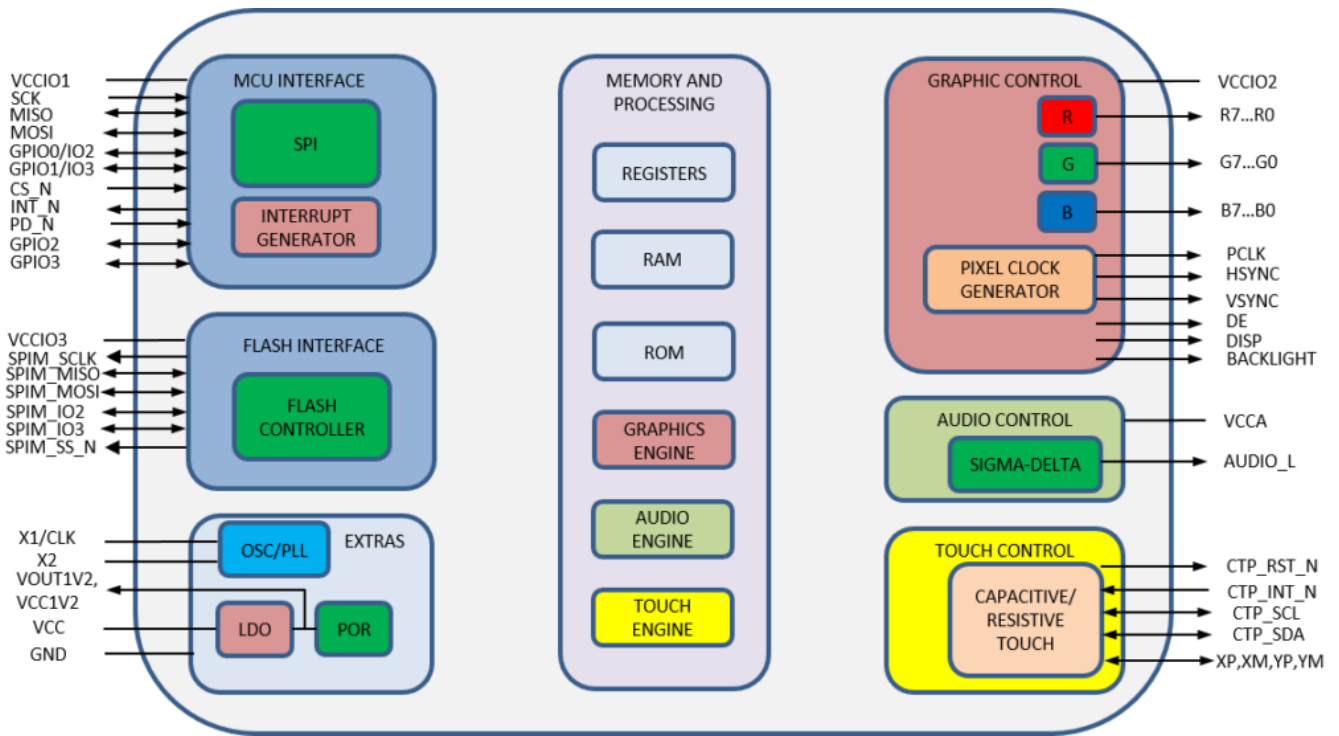 VCCIO1
SCK
MISO
MOSI
GPIO0/IO2
GPIO1/IO3
CS_N
INT_N
PD_N
GPIO2
GPIO3
MCU INTERFACE
SPI
INTERRUPT
GENERATOR
VCCIO3
SPIM_SCLK
SPIM_MISO
SPIM_MOSI
SPIM_IO2
SPIM_IO3
SPIM_SS_N
FLASH INTERFACE
FLASH
CONTROLLER
X1/CLK
X2
VOUT1V2,
VCC1V2
VCC
GND
OSC/PLL
EXTRAS
LDO
POR
MEMORY AND
PROCESSING
REGISTERS
RAM
ROM
GRAPHICS
ENGINE
AUDIO
ENGINE
TOUCH
ENGINE
GRAPHIC CONTROL
R
G
B
PIXEL CLOCK
GENERATOR
VCCIO2
R7...R0
G7...G0
B7...B0
PCLK
HSYNC
VSYNC
DE
DISP
BACKLIGHT
AUDIO CONTROL
SIGMA-DELTA
VCCA
AUDIO_L
TOUCH CONTROL
CAPACITIVE/
RESISTIVE
TOUCH
CTP_RST_N
CTP_INT_N
CTP_SCL
CTP_SDA
XP,XM,YP,YM